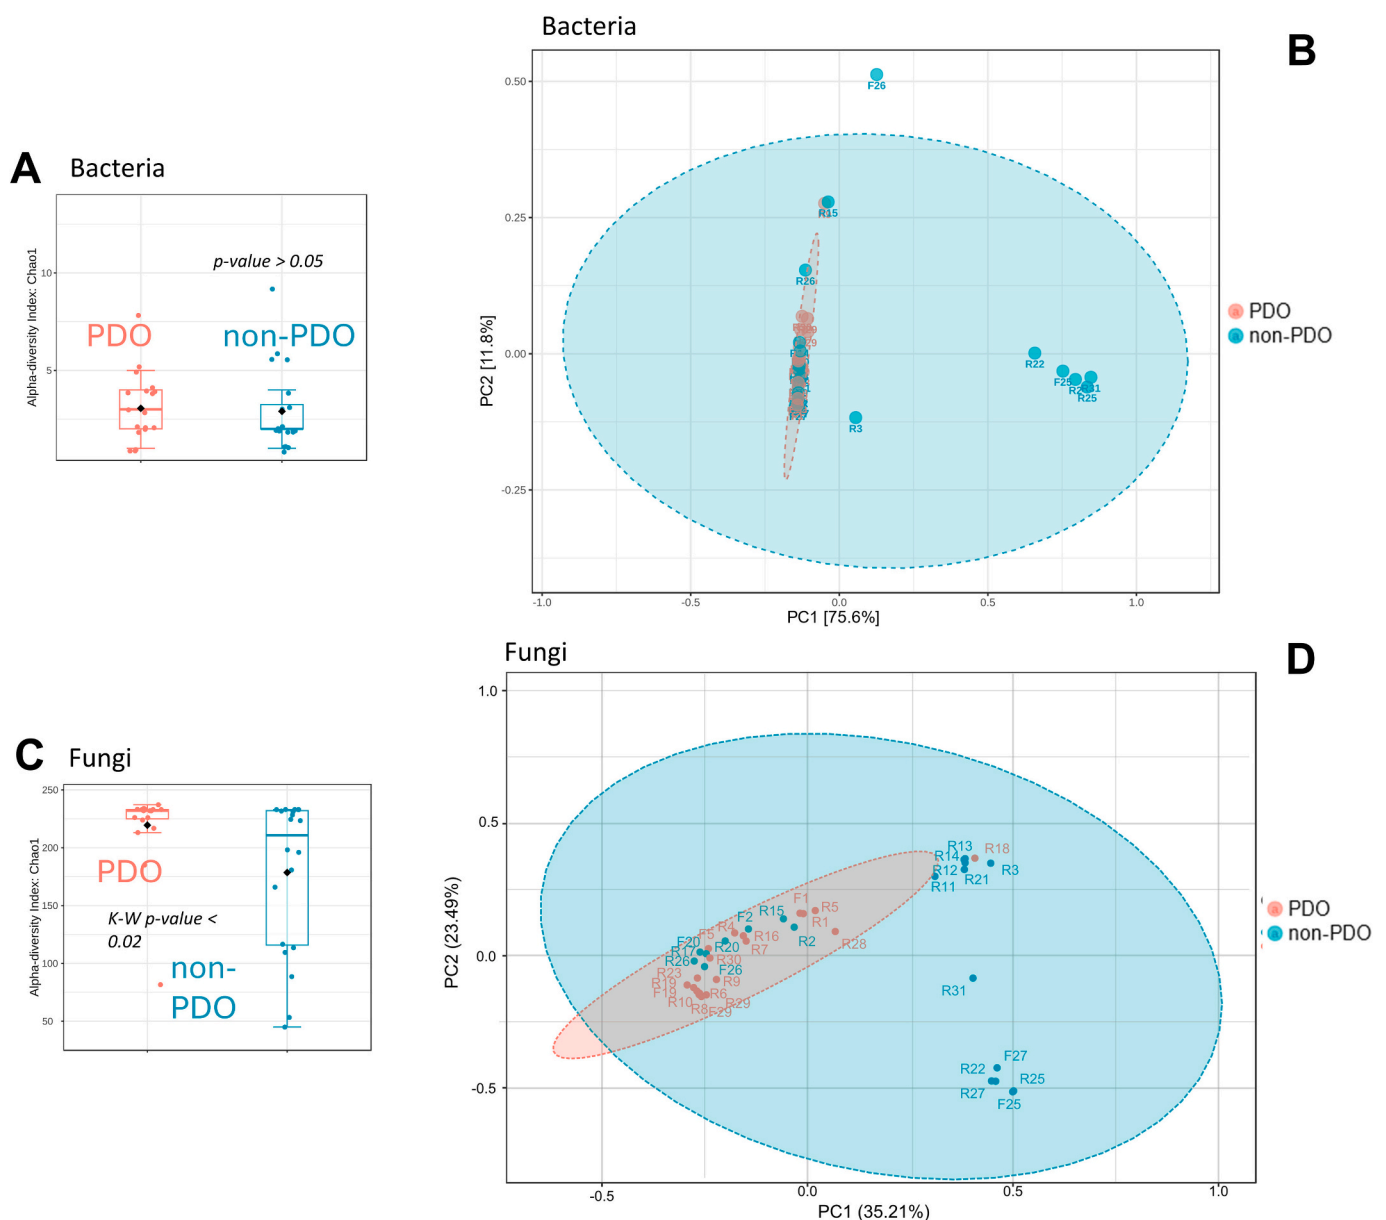 A
Bacteria
Alpha-diversity Index: Chao1
10
5
p-value > 0.05
PDO
non-PDO
Bacteria
B
PC2 [11.8%]
0.50
0.25
0.00
-0.25
F26
R15
R26
R3
R22
F25
R31
R25
F27
-1.0
-0.5
0.0
0.5
1.0
PC1 [75.6%]
PDO
non-PDO
C
Fungi
Alpha-diversity Index: Chao1
250
200
150
100
50
PDO
K-W p-value <
0.02
non-
PDO
Fungi
D
PC2 (23.49%)
1.0
0.5
0.0
-0.5
R13
R18
R14
R12
R3
R11
R21
F1
R5
R15
F2
R1
R4
R2
R28
F5
R16
F20
R20
R7
R17
R30
R26
F26
R23
R9
R19
F19
R6
R10
R29
R8
F29
R31
F27
R22
R25
R27
F25
-0.5
0.0
0.5
1.0
PC1 (35.21%)
PDO
non-PDO